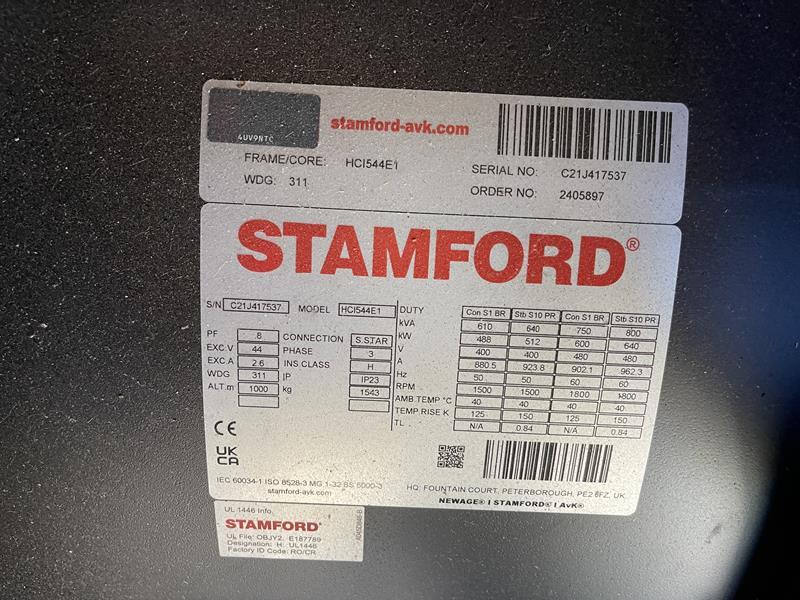 4UV9NTC
stamford-avk.com
FRAME/CORE: HCI544E1
WDG: 311
SERIAL NO: C21J417537
ORDER NO: 2405897
STAMFORD®
S/N C21J417537 MODEL HCI544E1
PF .8
EXC.V 44
EXC.A 2.6
WDG 311
ALT.m 1000
CONNECTION S.STAR
PHASE 3
INS.CLASS H
IP IP23
kg 1543
DUTY Con S1 BR Stb S10 PR Con S1 BR Stb S10 PR
kVA 610 640 750 800
kW 488 512 600 640
V 400 400 480 480
A 880.5 923.8 902.1 962.3
Hz 50 50 60 60
RPM 1500 1500 1800 1800
AMB.TEMP °C 40 40 40 40
TEMP.RISE K 125 150 125 150
TL N/A 0.84 N/A 0.84
CE
UK
CA
IEC 60034-1 ISO 8528-3 MG 1-32 BS 5000-3
stamford-avk.com
HQ: FOUNTAIN COURT, PETERBOROUGH, PE2 6FZ, UK
NEWAGE® I STAMFORD® I AvK®
UL 1446 Info.
STAMFORD®
UL File: OBJY2. E187789
Designation: H: UL1446
Factory ID Code: RO/CR